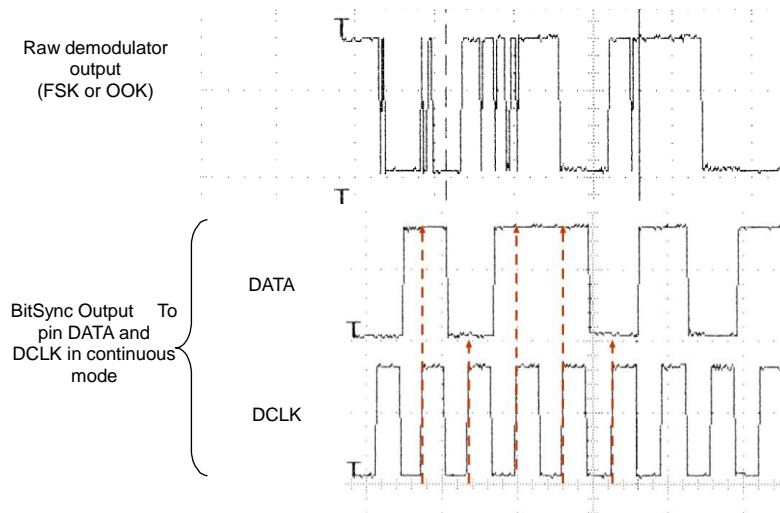 Raw demodulator
output
(FSK or OOK)
BitSync Output To
pin DATA and
DCLK in continuous
mode
DATA
DCLK